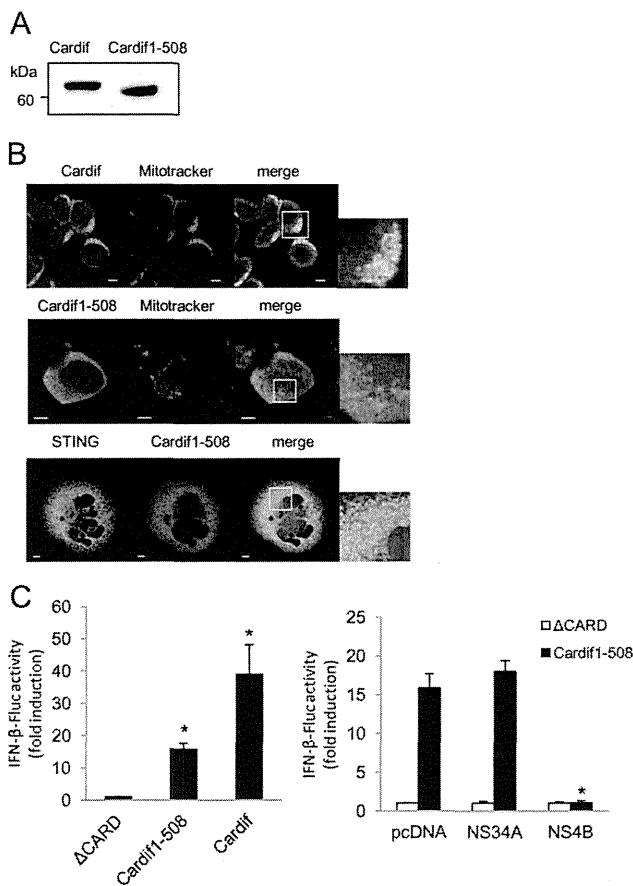 A
Cardif Cardif1-508
kDa
60
B
Cardif Mitotracker merge
Cardif1-508 Mitotracker merge
STING Cardif1-508 merge
C
IFN-β-Fluc activity
(fold induction)
60
50
40
30
20
10
0
*
*
ΔCARD Cardif1-508 Cardif
IFN-β-Fluc activity
(fold induction)
25
20
15
10
5
0
ΔCARD
Cardif1-508
*
pcDNA NS34A NS4B